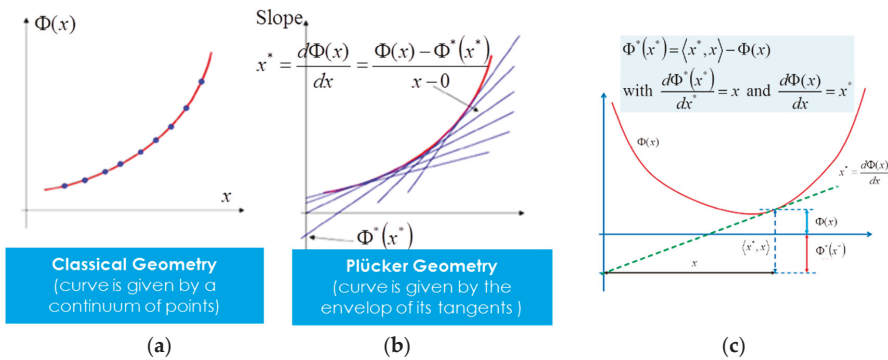 Φ(x)
x
Classical Geometry
(curve is given by a
continuum of points)
(a)
Slope
x* = dΦ(x)/dx = Φ(x) − Φ*(x*)/x−0
Φ*(x*)
Plücker Geometry
(curve is given by the
envelop of its tangents )
(b)
Φ*(x*) = ⟨x*, x⟩ − Φ(x)
with dΦ*(x*)/dx* = x and dΦ(x)/dx = x*
Φ(x)
x* = dΦ(x)/dx
Φ(x)
⟨x*, x⟩
Φ*(x*)
x
(c)